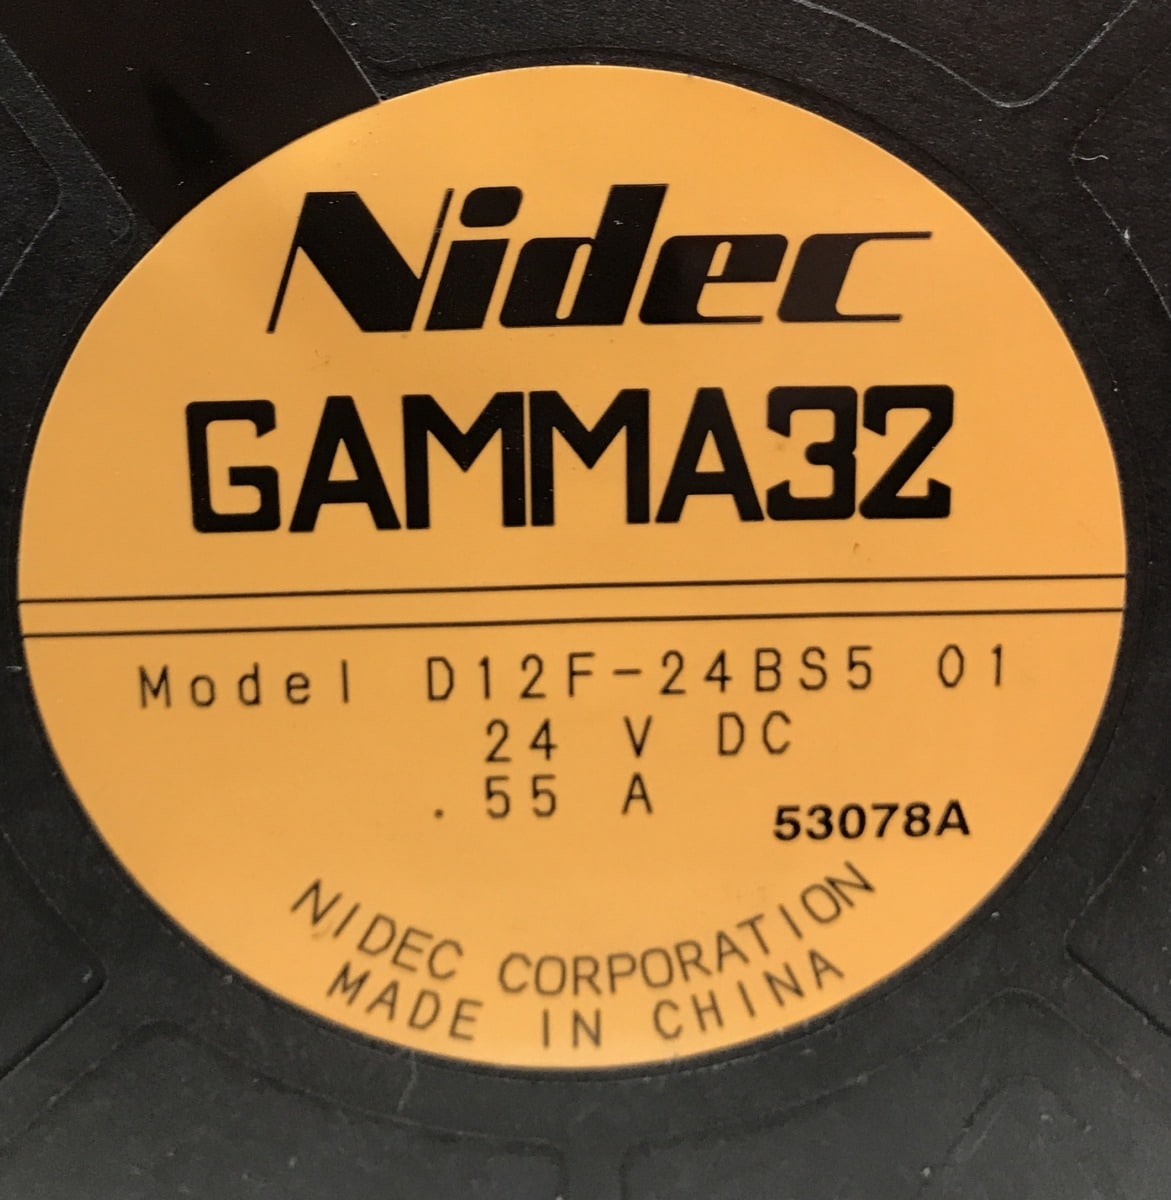 Nidec
GAMMA32
Model D12F-24BS5 01
24 V DC
.55 A
53078A
NIDEC CORPORATION
MADE IN CHINA